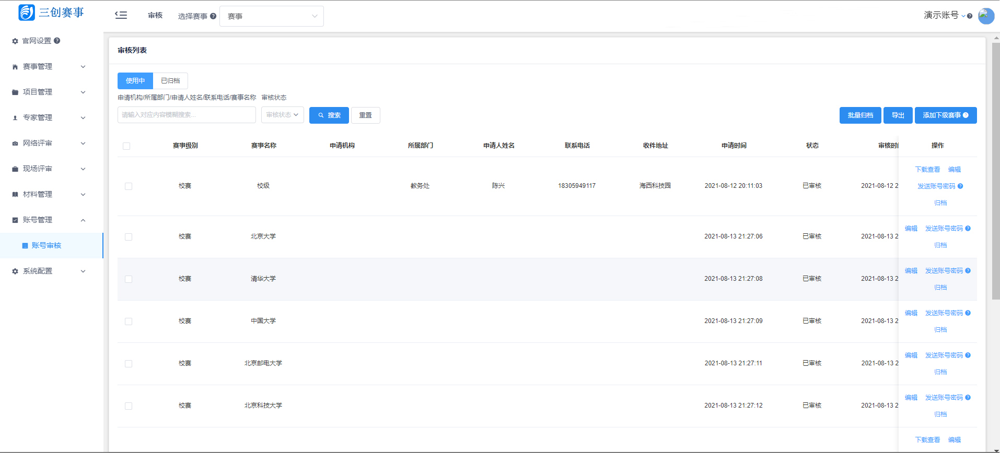 三创赛事
审核 选择赛事 赛事 演示账号
官网设置
赛事管理
项目管理
专家管理
网络评审
现场评审
材料管理
账号管理
账号审核
系统配置
审核列表
使用中 已归档
申请机构/所属部门/申请人姓名/联系电话/赛事名称 审核状态
请输入对应内容模糊搜索... 审核状态 搜索 重置 批量归档 导出 添加下级赛事
赛事级别 赛事名称 申请机构 所属部门 申请人姓名 联系电话 收件地址 申请时间 状态 审核时 操作
下载查看 编辑
校赛 校级 教务处 陈兴 18305949117 海西科技园 2021-08-12 20:11:03 已审核 2021-08-12 2 发送账号密码
归档
编辑 发送账号密码
校赛 北京大学 2021-08-13 21:27:06 已审核 2021-08-13 2
归档
编辑 发送账号密码
校赛 清华大学 2021-08-13 21:27:08 已审核 2021-08-13 2
归档
编辑 发送账号密码
校赛 中国大学 2021-08-13 21:27:09 已审核 2021-08-13 2
归档
编辑 发送账号密码
校赛 北京邮电大学 2021-08-13 21:27:11 已审核 2021-08-13 2
归档
编辑 发送账号密码
校赛 北京科技大学 2021-08-13 21:27:12 已审核 2021-08-13 2
归档
下载查看 编辑